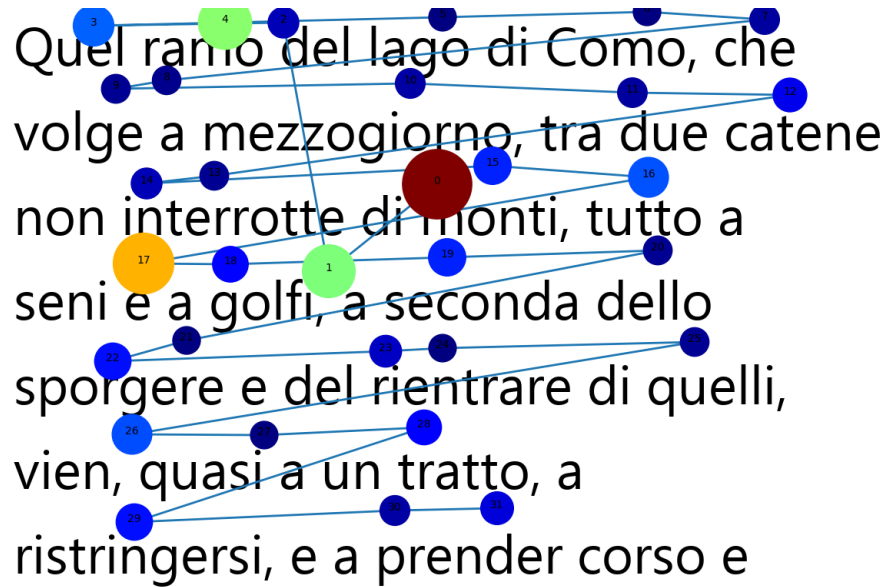 Quel ramo del lago di Como, che
volge a mezzogiorno, tra due catene
non interrotte di monti, tutto a
seni e a golfi, a seconda dello
sporgere e del rientrare di quelli,
vien, quasi a un tratto, a
ristringersi, e a prender corso e